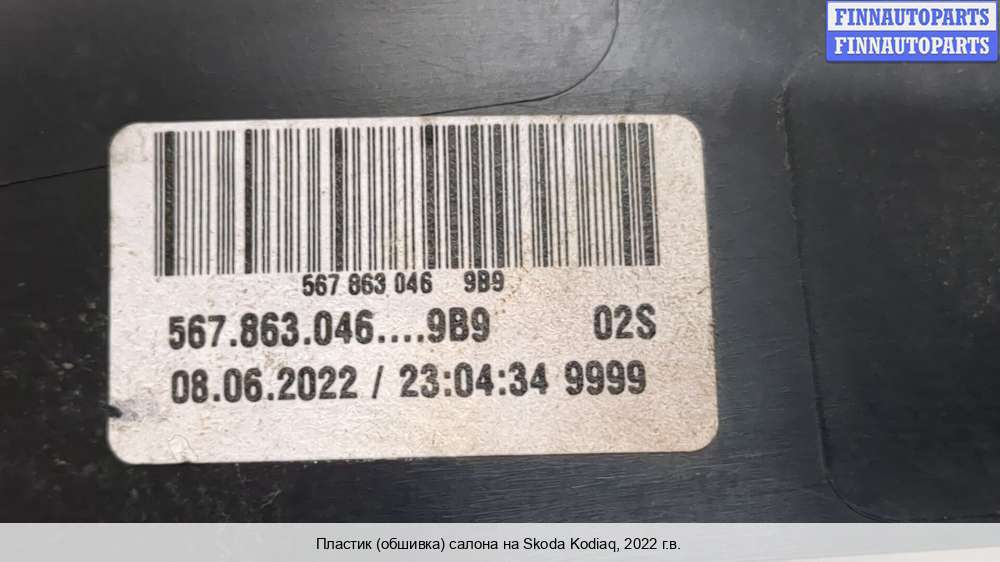 FINNAUTOPARTS
FINNAUTOPARTS
567 863 046 9B9
567.863.046....9B9 02S
08.06.2022 / 23:04:34 9999
Пластик (обшивка) салона на Skoda Kodiaq, 2022 г.в.